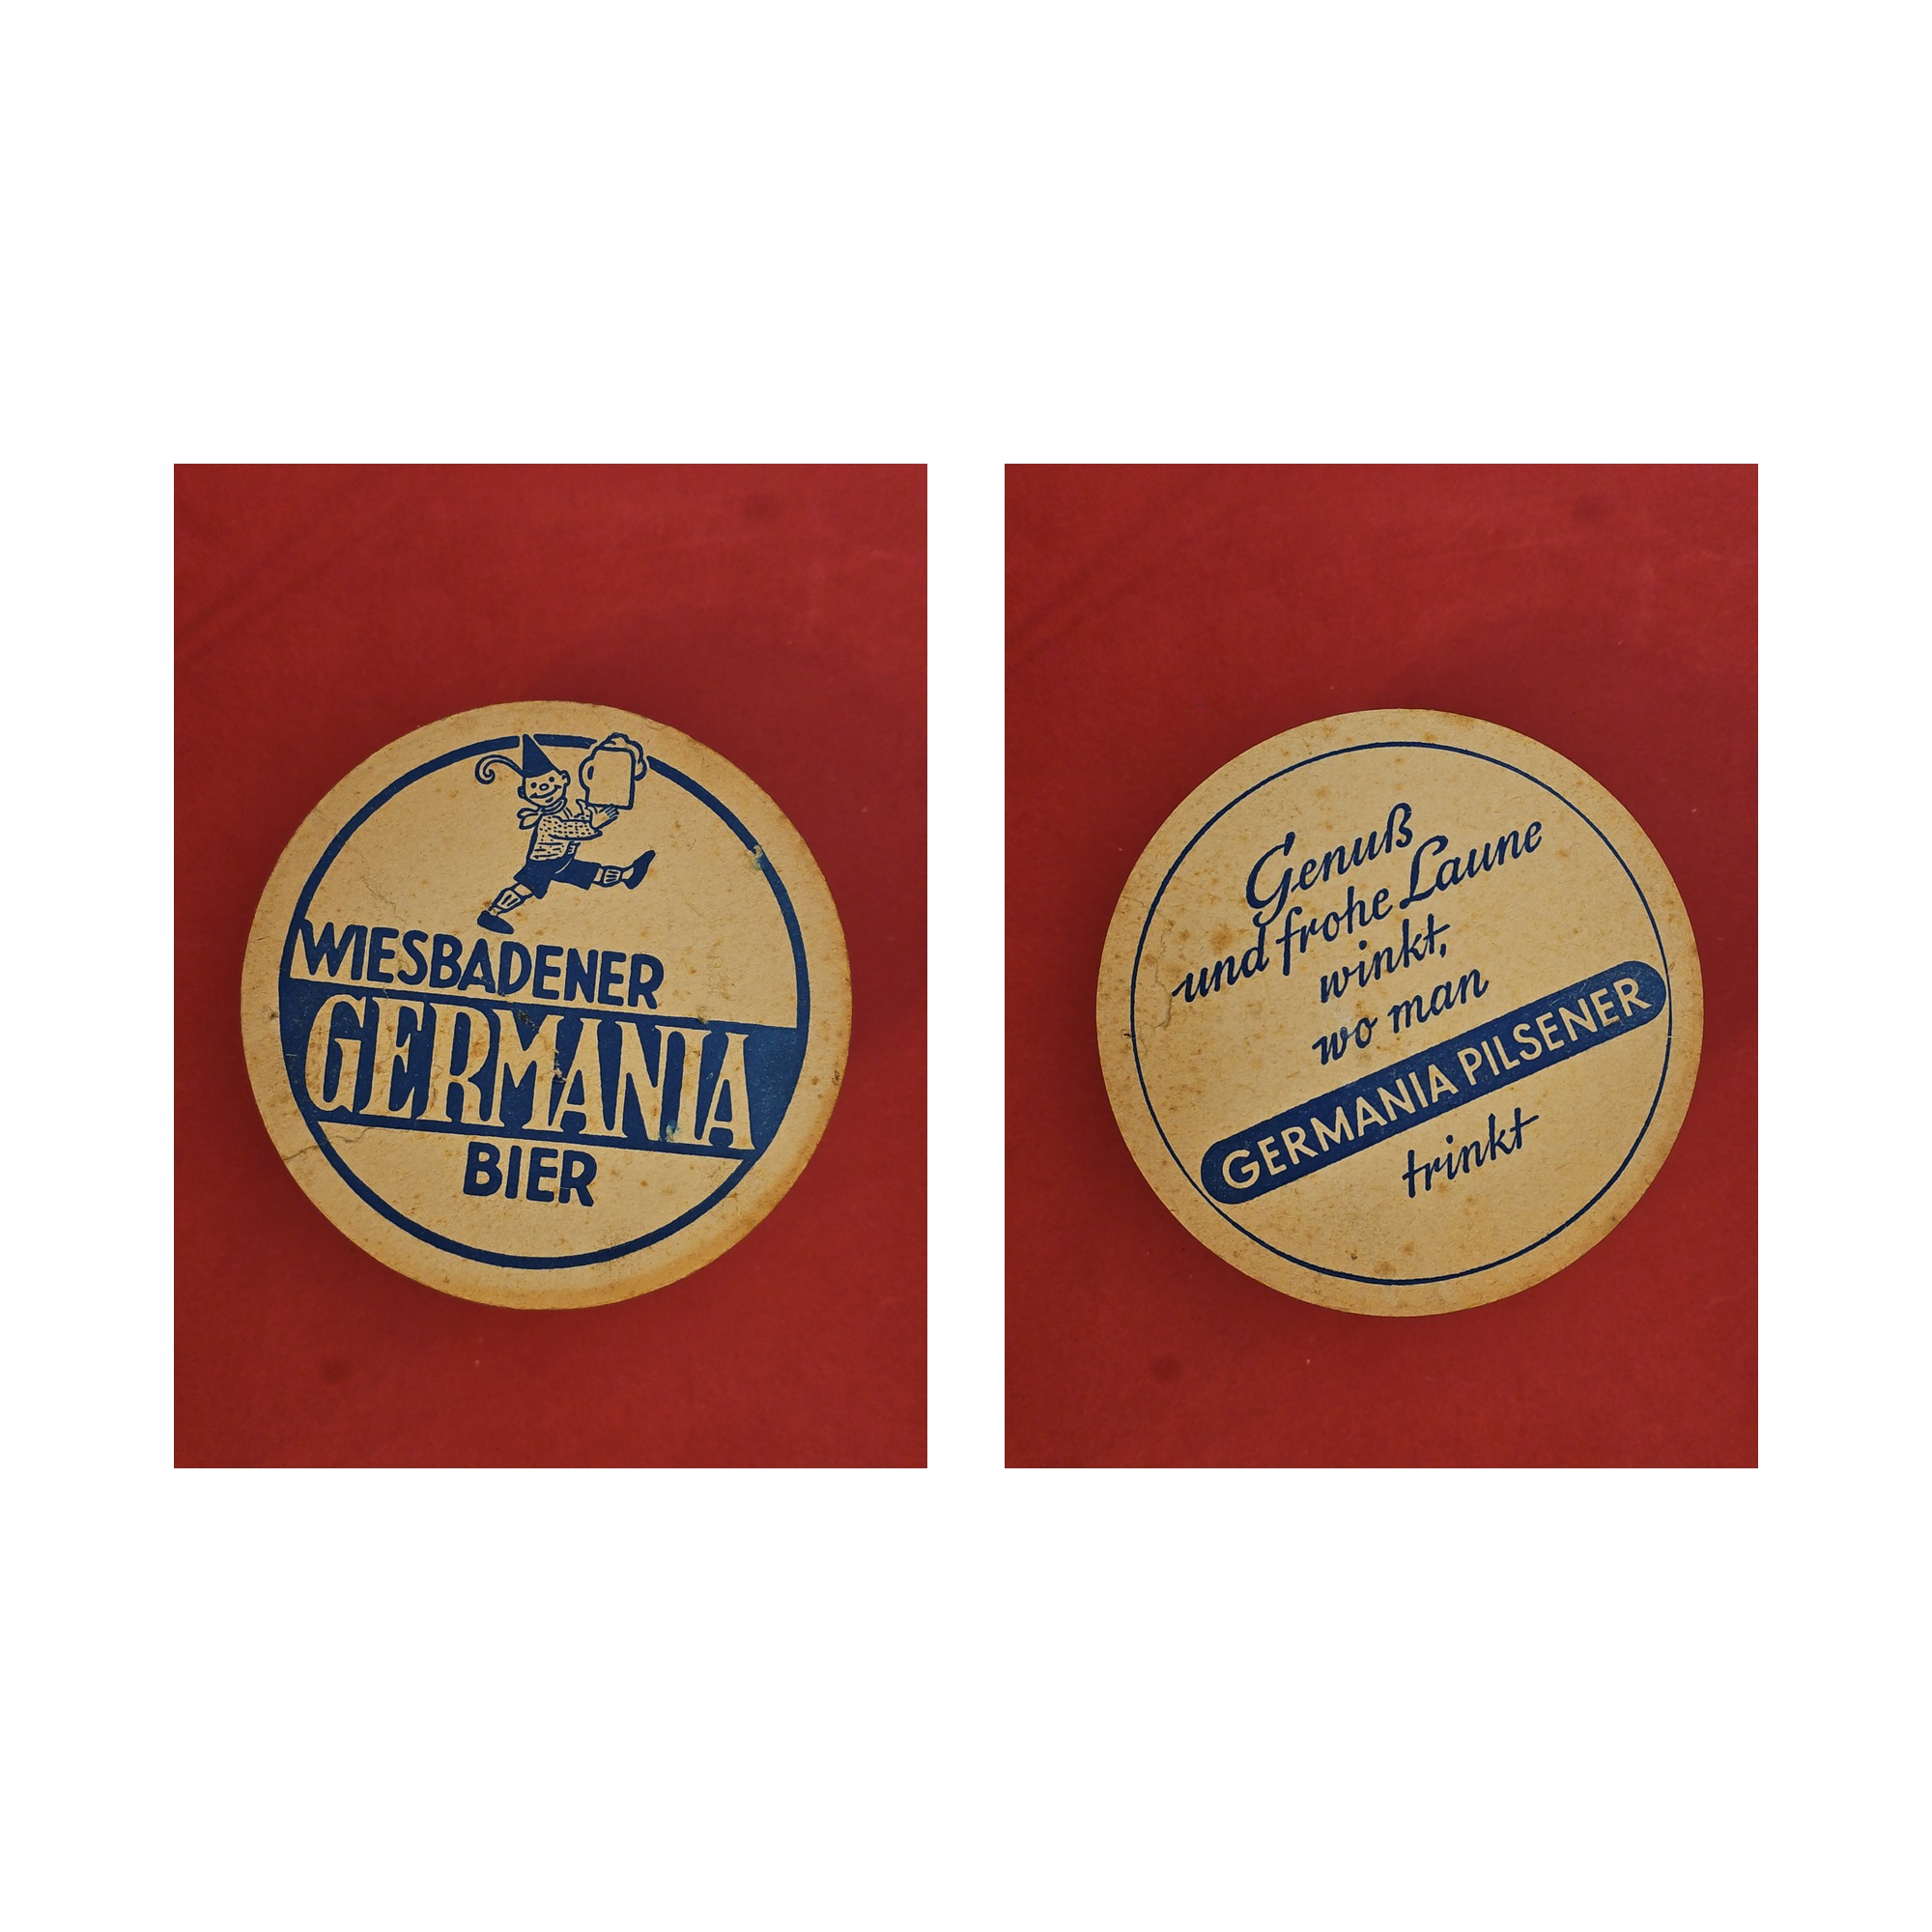 WIESBADENER
GERMANIA
BIER
Genuß
und frohe Laune
winkt,
wo man
GERMANIA PILSENER
trinkt